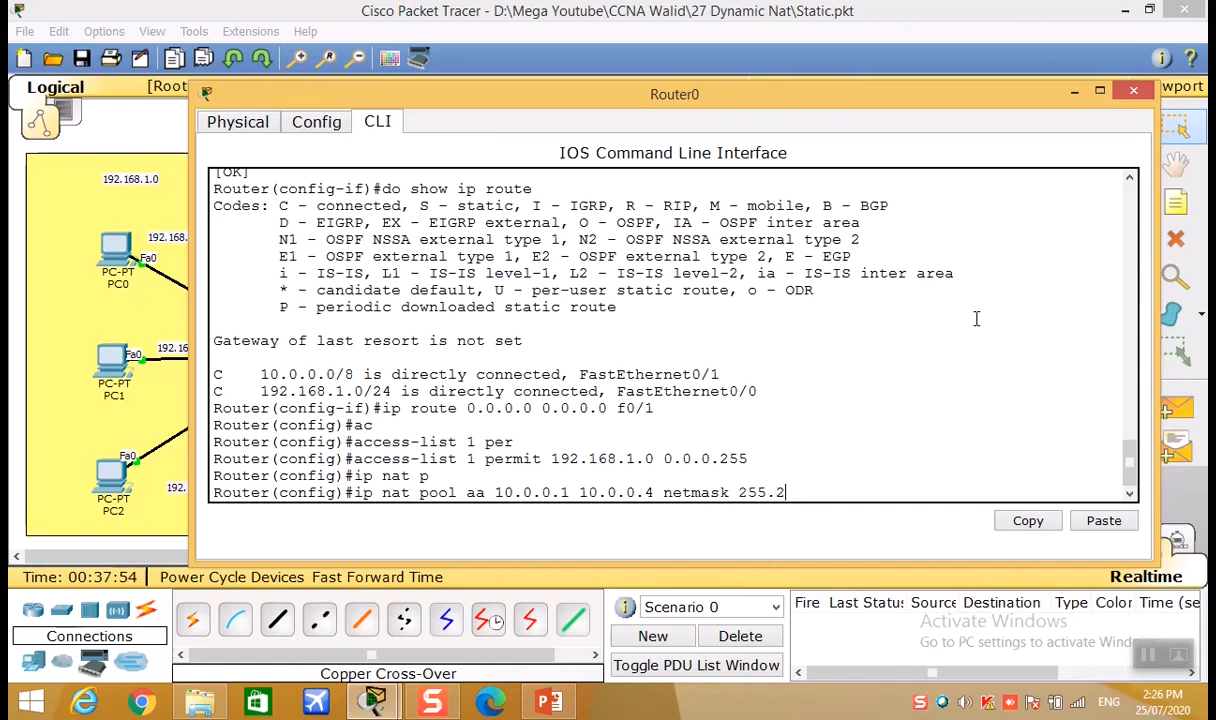 Cisco Packet Tracer - D:\Mega Youtube\CCNA Walid\27 Dynamic Nat\Static.pkt
File Edit Options View Tools Extensions Help
Logical
[Root
wport
Router0
Physical Config CLI
IOS Command Line Interface
[OK]
Router(config-if)#do show ip route
Codes: C - connected, S - static, I - IGRP, R - RIP, M - mobile, B - BGP
D - EIGRP, EX - EIGRP external, O - OSPF, IA - OSPF inter area
N1 - OSPF NSSA external type 1, N2 - OSPF NSSA external type 2
E1 - OSPF external type 1, E2 - OSPF external type 2, E - EGP
i - IS-IS, L1 - IS-IS level-1, L2 - IS-IS level-2, ia - IS-IS inter area
* - candidate default, U - per-user static route, o - ODR
P - periodic downloaded static route
Gateway of last resort is not set
C 10.0.0.0/8 is directly connected, FastEthernet0/1
C 192.168.1.0/24 is directly connected, FastEthernet0/0
Router(config-if)#ip route 0.0.0.0 0.0.0.0 f0/1
Router(config)#ac
Router(config)#access-list 1 per
Router(config)#access-list 1 permit 192.168.1.0 0.0.0.255
Router(config)#ip nat p
Router(config)#ip nat pool aa 10.0.0.1 10.0.0.4 netmask 255.2
Copy Paste
192.168.1.0
192.168.
Fa0
PC-PT
PC0
192.16
Fa0
PC-PT
PC1
Fa0
PC-PT
PC2
192.
Time: 00:37:54 Power Cycle Devices Fast Forward Time
Realtime
Connections
Copper Cross-Over
Scenario 0
New Delete
Toggle PDU List Window
Fire Last Status Source Destination Type Color Time (se
Activate Windows
Go to PC settings to activate Windows
ENG
2:26 PM
25/07/2020